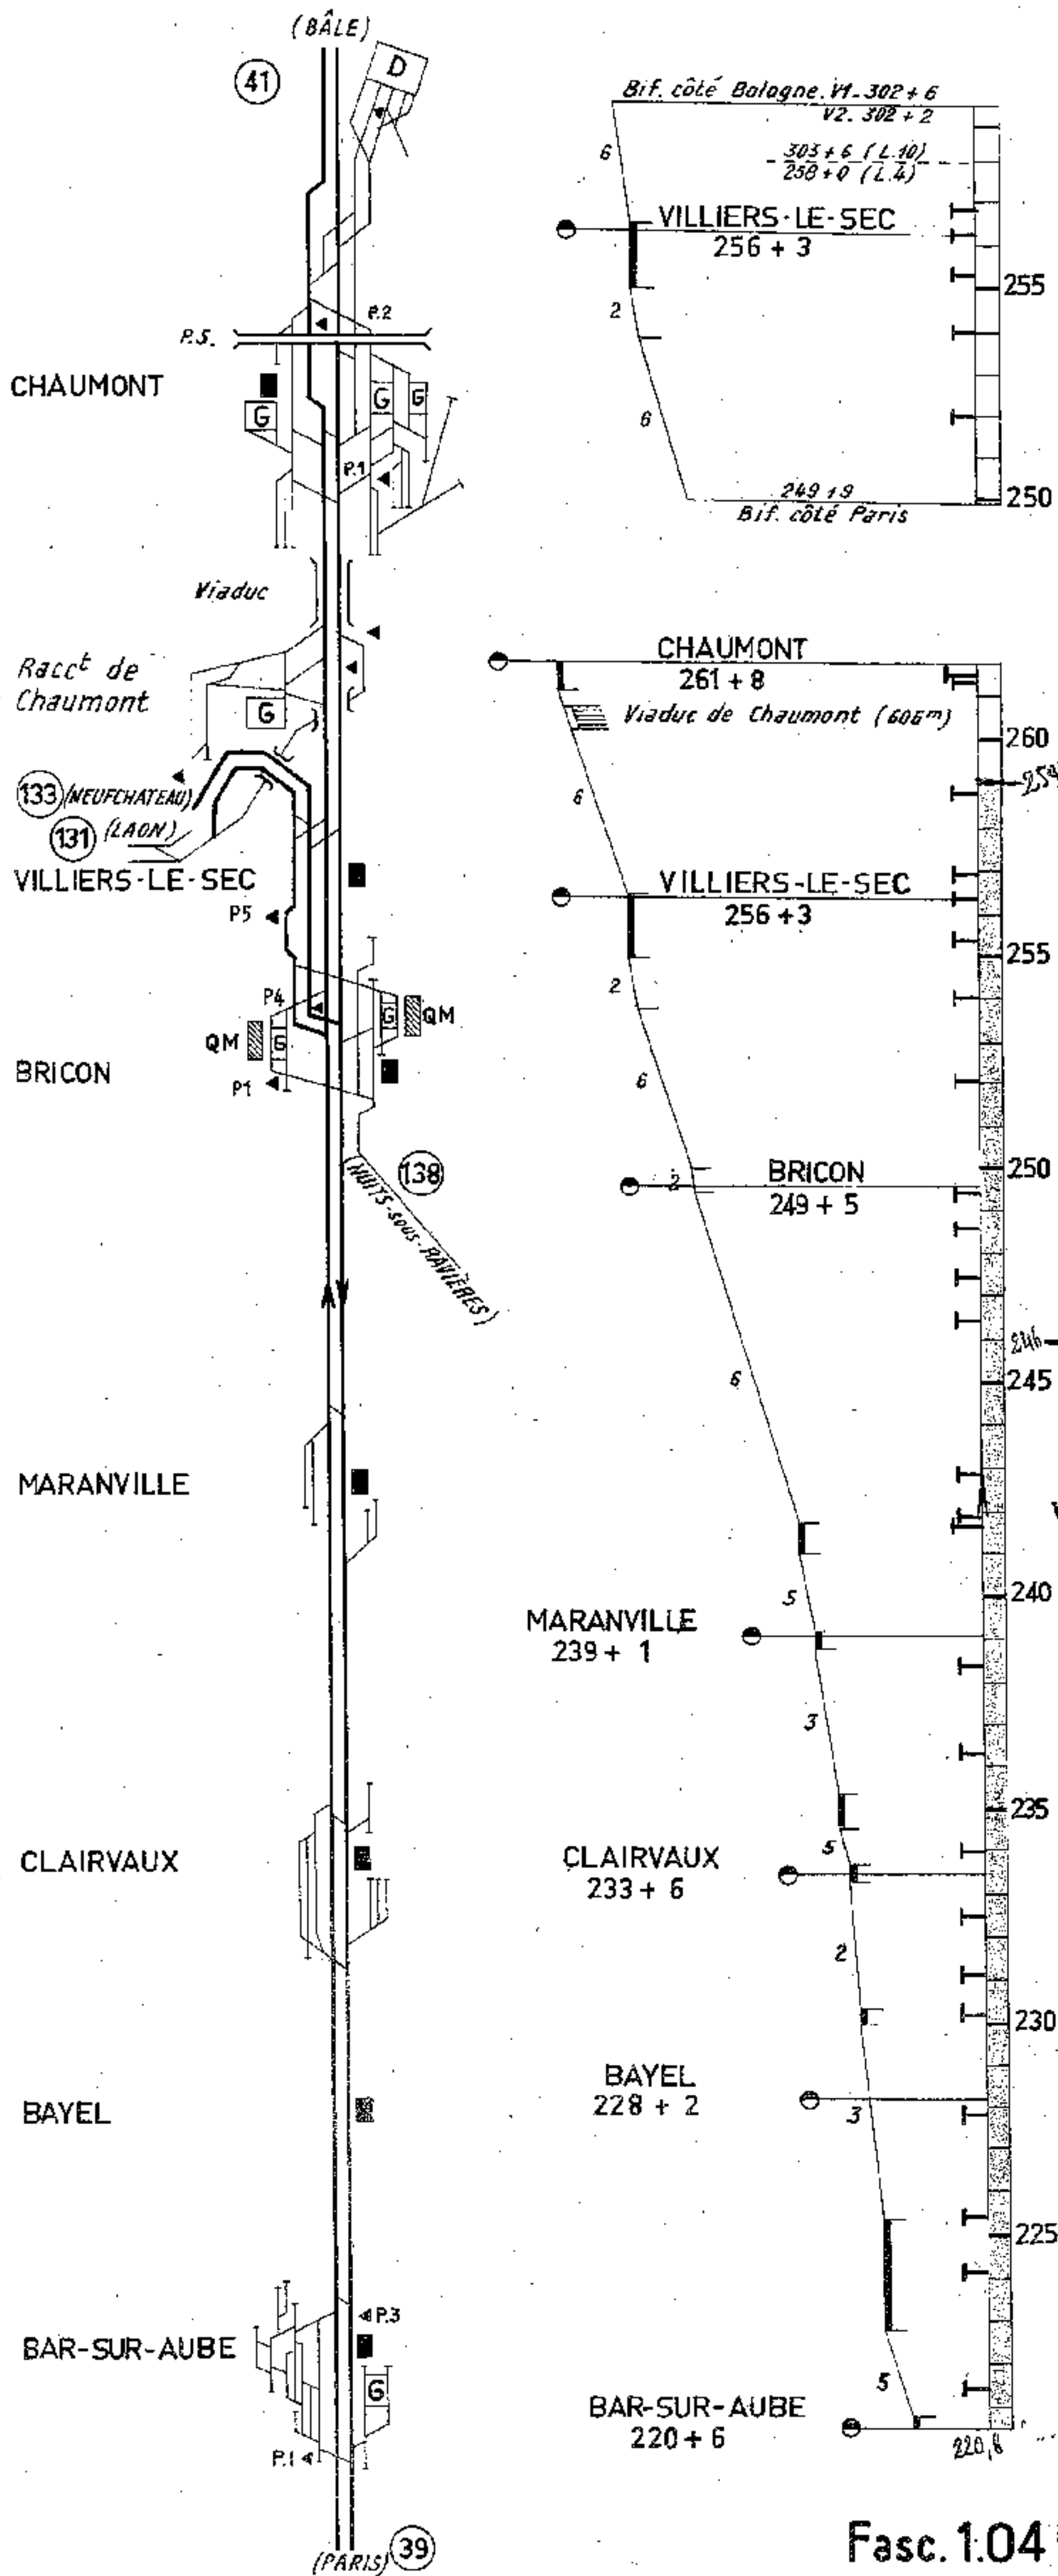 (BÂLE)
41
D
P.2
P.S.
CHAUMONT
G
G
G
P.1
Viaduc
Racct de
Chaumont
G
133 (NEUFCHATEAU)
131 (LAON)
VILLIERS-LE-SEC
P5
P4
QM
G
G
QM
BRICON
P1
138
(NUITS-sous-RAVIÈRES)
MARANVILLE
CLAIRVAUX
BAYEL
P.3
BAR-SUR-AUBE
G
P.1
(PARIS)
39
Bif. côté Bologne. V1-302+6
V2. 302+2
6
303+6 (L.10)
258+0 (L.4)
VILLIERS-LE-SEC
256 + 3
255
2
6
249+9
250
Bif. côté Paris
CHAUMONT
261 + 8
Viaduc de Chaumont (606m)
260
6
VILLIERS-LE-SEC
256 +3
255
2
6
250
BRICON
2
249 + 5
246
245
6
240
5
MARANVILLE
239 + 1
3
235
5
CLAIRVAUX
233 + 6
2
230
BAYEL
228 + 2
3
225
5
BAR-SUR-AUBE
220 + 6
220,8
Fasc. 1.04